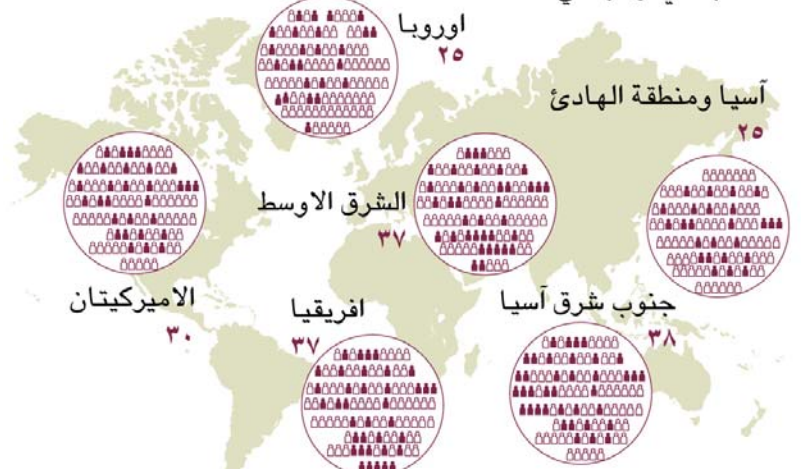 اوروبا
٢٥
آسيا ومنطقة الهادئ
٢٥
الشرق الاوسط
٣٧
الاميركيتان
٣٠
افريقيا
٣٧
جنوب شرق آسيا
٣٨